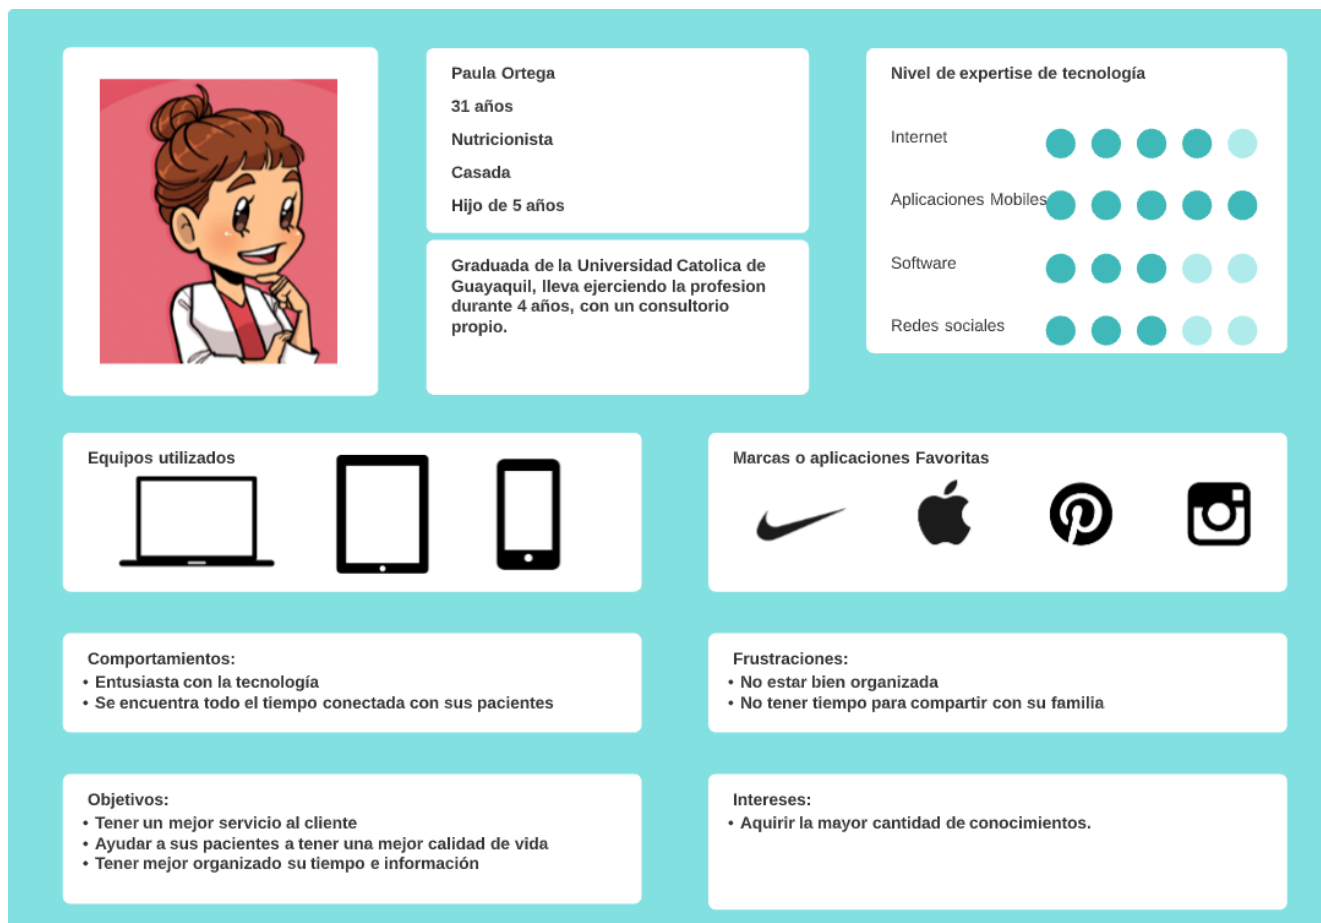 Paula Ortega
31 años
Nutricionista
Casada
Hijo de 5 años
Graduada de la Universidad Catolica de
Guayaquil, lleva ejerciendo la profesion
durante 4 años, con un consultorio
propio.
Nivel de expertise de tecnología
Internet
Aplicaciones Mobiles
Software
Redes sociales
Equipos utilizados
Marcas o aplicaciones Favoritas
Comportamientos:
• Entusiasta con la tecnología
• Se encuentra todo el tiempo conectada con sus pacientes
Frustraciones:
• No estar bien organizada
• No tener tiempo para compartir con su familia
Objetivos:
• Tener un mejor servicio al cliente
• Ayudar a sus pacientes a tener una mejor calidad de vida
• Tener mejor organizado su tiempo e información
Intereses:
• Aquirir la mayor cantidad de conocimientos.